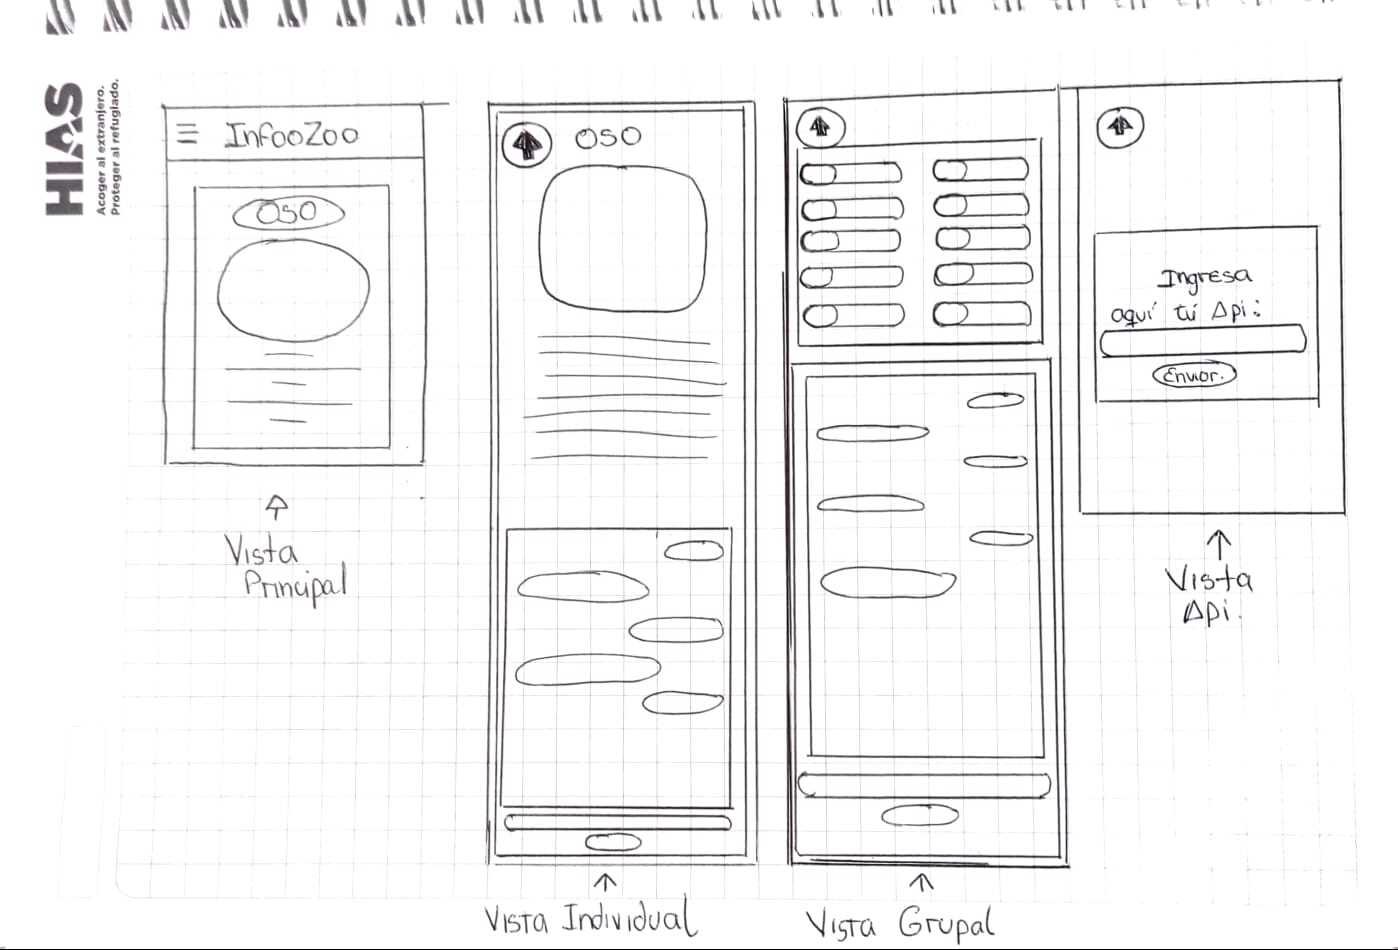 HIAS
Acoger al extranjero.
Proteger al refugiado.
InfooZoo
OSO
Vista
Principal
OSO
Vista Individual
Vista Grupal
Ingresa
aquí tú Api:
Enviar.
Vista
Api.